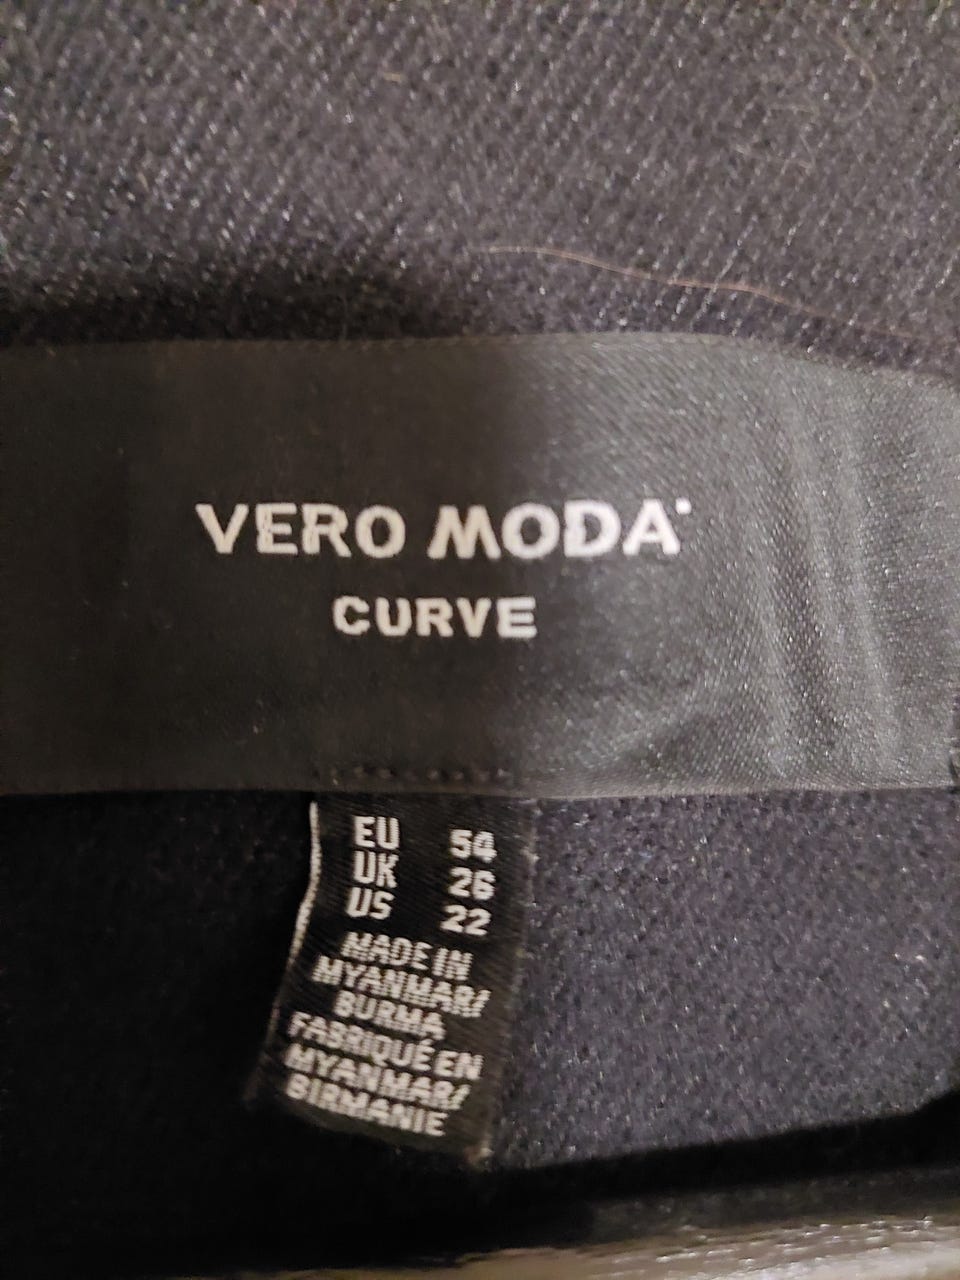 VERO MODA
CURVE
EU 54
UK 26
US 22
MADE IN
MYANMAR/
BURMA
FABRIQUÉ EN
MYANMAR/
BIRMANIE